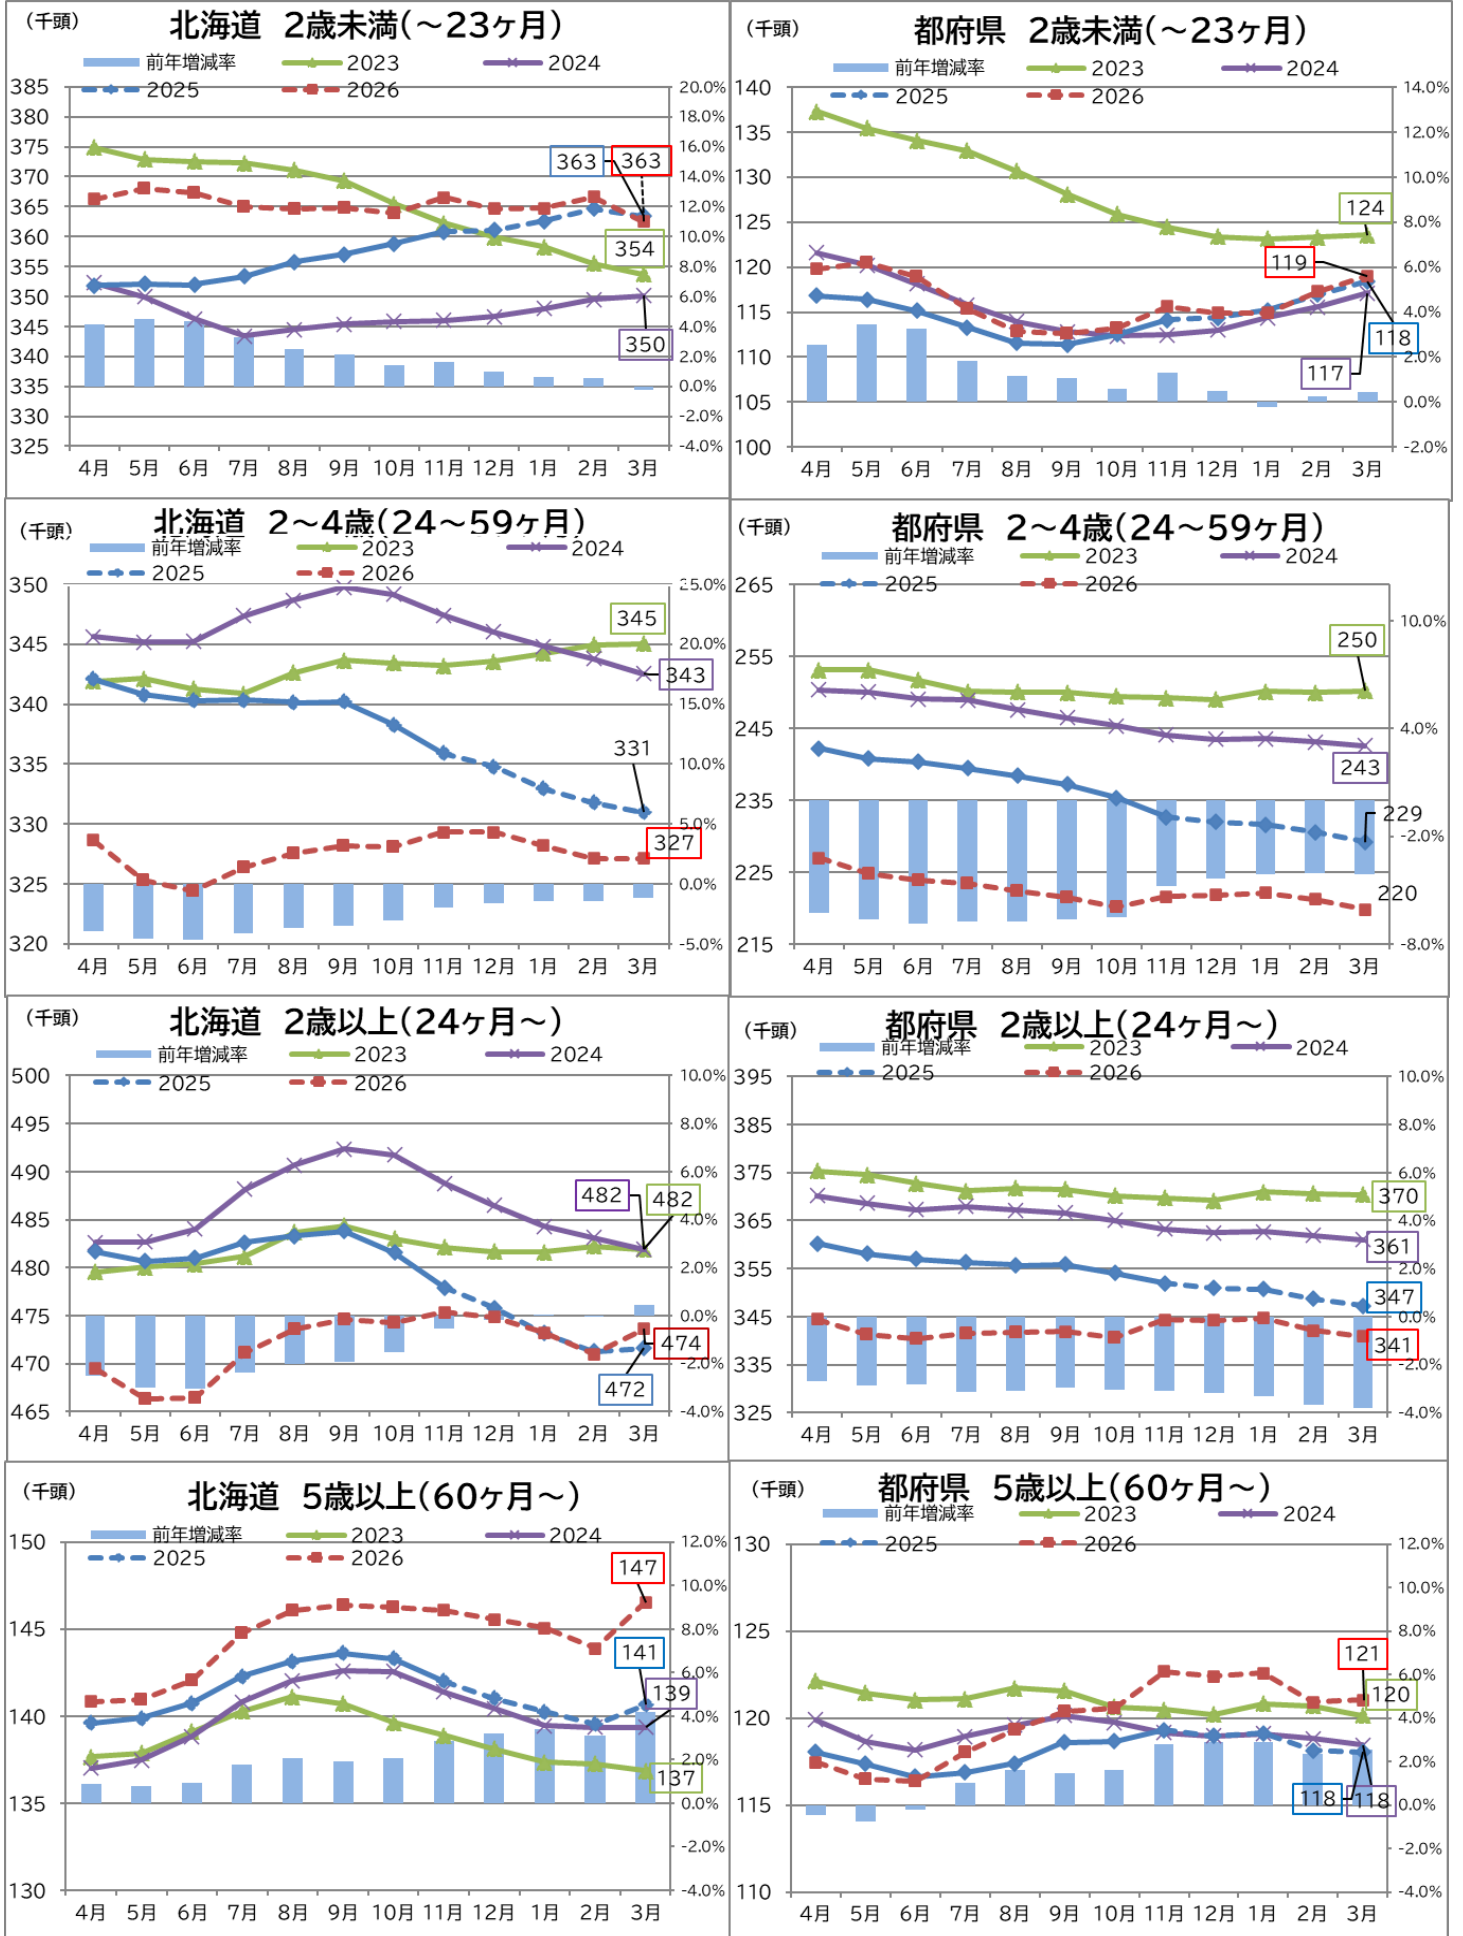 （千頭）
北海道　2歳未満(～23ヶ月)
前年増減率 2023 2024
2025 2026
385 380 375 370 365 360 355 350 345 340 335 330 325
20.0% 18.0% 16.0% 14.0% 12.0% 10.0% 8.0% 6.0% 4.0% 2.0% 0.0% -2.0% -4.0%
363 363
354
350
4月 5月 6月 7月 8月 9月 10月 11月 12月 1月 2月 3月
（千頭）
都府県　2歳未満(～23ヶ月)
前年増減率 2023 2024
2025 2026
140 135 130 125 120 115 110 105 100
14.0% 12.0% 10.0% 8.0% 6.0% 4.0% 2.0% 0.0% -2.0%
124
119
118
117
4月 5月 6月 7月 8月 9月 10月 11月 12月 1月 2月 3月
（千頭）
北海道　2～4歳(24～59ヶ月)
前年増減率 2023 2024
2025 2026
350 345 340 335 330 325 320
20.0% 15.0% 10.0% 5.0% 0.0% -5.0%
345
343
331
327
4月 5月 6月 7月 8月 9月 10月 11月 12月 1月 2月 3月
（千頭）
都府県　2～4歳(24～59ヶ月)
前年増減率 2023 2024
2025 2026
265 255 245 235 225 215
10.0% 4.0% -2.0% -8.0%
250
243
229
220
4月 5月 6月 7月 8月 9月 10月 11月 12月 1月 2月 3月
（千頭）
北海道　2歳以上(24ヶ月～)
前年増減率 2023 2024
2025 2026
500 495 490 485 480 475 470 465
10.0% 8.0% 6.0% 4.0% 2.0% 0.0% -2.0% -4.0%
482 482
474
472
4月 5月 6月 7月 8月 9月 10月 11月 12月 1月 2月 3月
（千頭）
都府県　2歳以上(24ヶ月～)
前年増減率 2023 2024
2025 2026
395 385 375 365 355 345 335 325
10.0% 8.0% 6.0% 4.0% 2.0% 0.0% -2.0% -4.0%
370
361
347
341
4月 5月 6月 7月 8月 9月 10月 11月 12月 1月 2月 3月
（千頭）
北海道　5歳以上(60ヶ月～)
前年増減率 2023 2024
2025 2026
150 145 140 135 130
12.0% 10.0% 8.0% 6.0% 4.0% 2.0% 0.0% -2.0% -4.0%
147
141
139
137
4月 5月 6月 7月 8月 9月 10月 11月 12月 1月 2月 3月
（千頭）
都府県　5歳以上(60ヶ月～)
前年増減率 2023 2024
2025 2026
130 125 120 115 110
12.0% 10.0% 8.0% 6.0% 4.0% 2.0% 0.0% -2.0% -4.0%
121
120
118 118
4月 5月 6月 7月 8月 9月 10月 11月 12月 1月 2月 3月